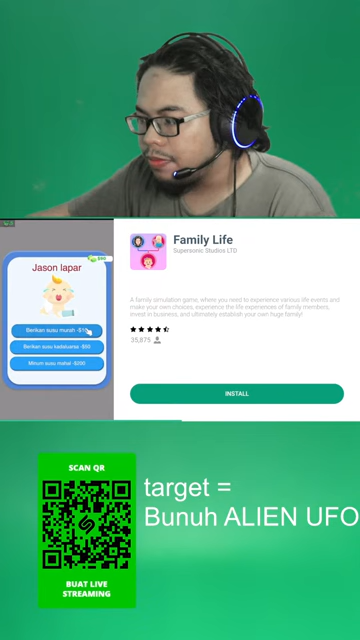 Family Life
Supersonic Studios LTD
$90
Jason lapar
Berikan susu murah -$10
Berikan susu kadaluarsa -$50
Minum susu mahal -$200
A family simulation game, where you need to experience various life events and
make your own choices, experience the life experiences of family members,
invest in business, and ultimately establish your own huge family!
35,875
INSTALL
SCAN QR
BUAT LIVE
STREAMING
target =
Bunuh ALIEN UFO